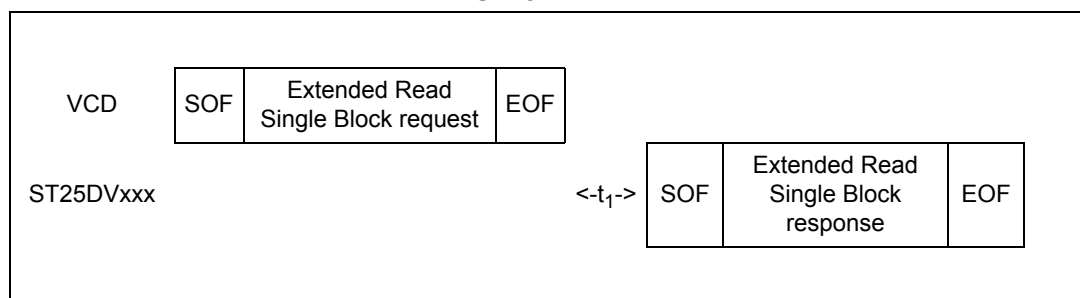 VCD
SOF
Extended Read
Single Block request
EOF
ST25DVxxx
<-t1->
SOF
Extended Read
Single Block
response
EOF